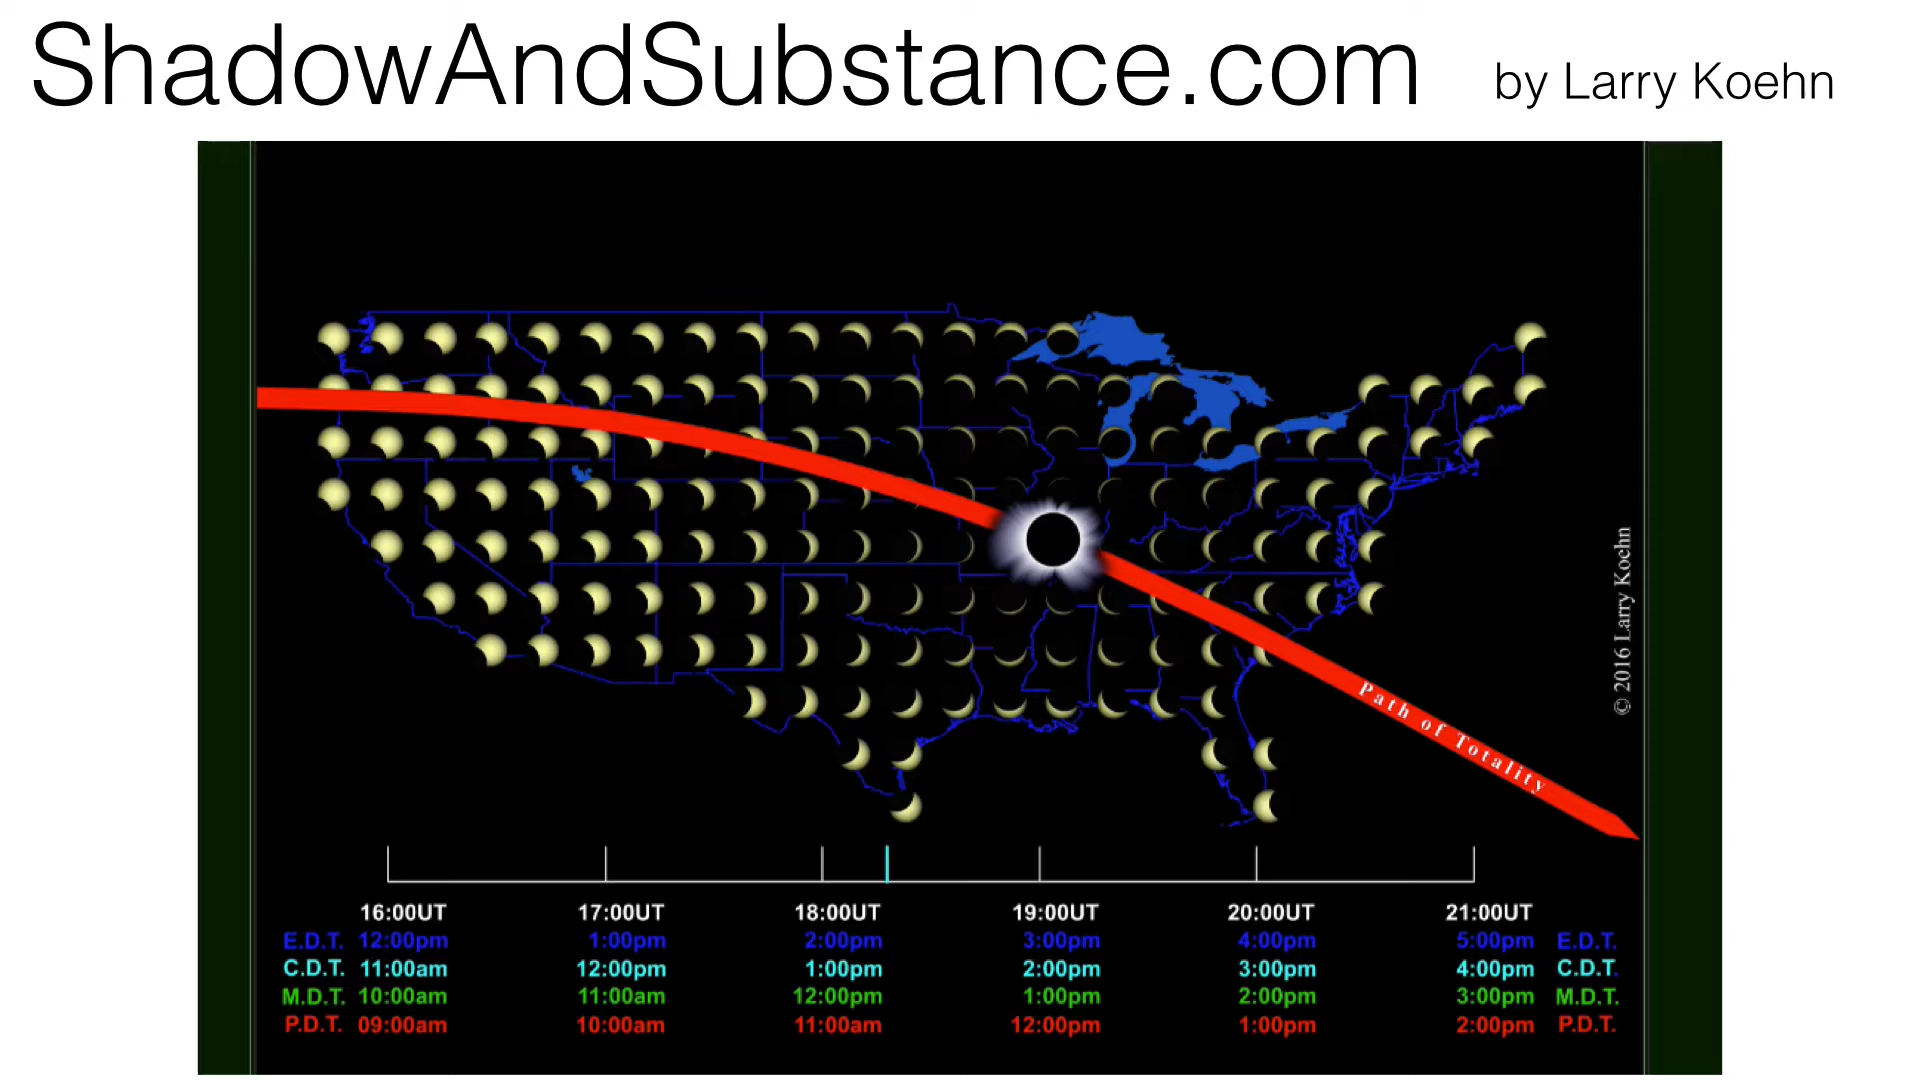 ShadowAndSubstance.com by Larry Koehn
© 2016 Larry Koehn
Path of Totality
16:00UT 17:00UT 18:00UT 19:00UT 20:00UT 21:00UT
E.D.T. 12:00pm 1:00pm 2:00pm 3:00pm 4:00pm 5:00pm E.D.T.
C.D.T. 11:00am 12:00pm 1:00pm 2:00pm 3:00pm 4:00pm C.D.T.
M.D.T. 10:00am 11:00am 12:00pm 1:00pm 2:00pm 3:00pm M.D.T.
P.D.T. 09:00am 10:00am 11:00am 12:00pm 1:00pm 2:00pm P.D.T.